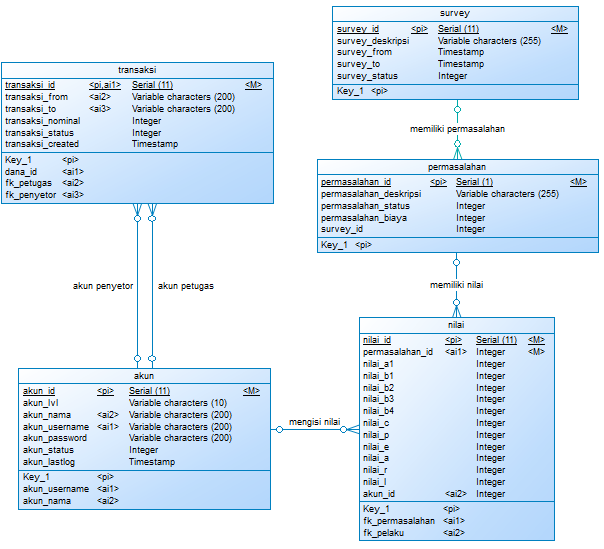 survey
survey_id <pi> Serial (11) <M>
survey_deskripsi Variable characters (255)
survey_from Timestamp
survey_to Timestamp
survey_status Integer
Key_1 <pi>
transaksi
transaksi_id <pi,ai1> Serial (11) <M>
transaksi_from <ai2> Variable characters (200)
transaksi_to <ai3> Variable characters (200)
transaksi_nominal Integer
transaksi_status Integer
transaksi_created Timestamp
Key_1 <pi>
dana_id <ai1>
fk_petugas <ai2>
fk_penyetor <ai3>
memiliki permasalahan
permasalahan
permasalahan_id <pi> Serial (1) <M>
permasalahan_deskripsi Variable characters (255)
permasalahan_status Integer
permasalahan_biaya Integer
survey_id Integer
Key_1 <pi>
akun penyetor
akun petugas
memiliki nilai
nilai
nilai_id <pi> Serial (11) <M>
permasalahan_id <ai1> Integer <M>
nilai_a1 Integer
nilai_b1 Integer
nilai_b2 Integer
nilai_b3 Integer
nilai_b4 Integer
nilai_c Integer
nilai_p Integer
nilai_e Integer
nilai_a Integer
nilai_r Integer
nilai_l Integer
akun_id <ai2> Integer
Key_1 <pi>
fk_permasalahan <ai1>
fk_pelaku <ai2>
akun
akun_id <pi> Serial (11) <M>
akun_lvl Variable characters (10)
akun_nama <ai2> Variable characters (200)
akun_username <ai1> Variable characters (200)
akun_password Variable characters (200)
akun_status Integer
akun_lastlog Timestamp
Key_1 <pi>
akun_username <ai1>
akun_nama <ai2>
mengisi nilai